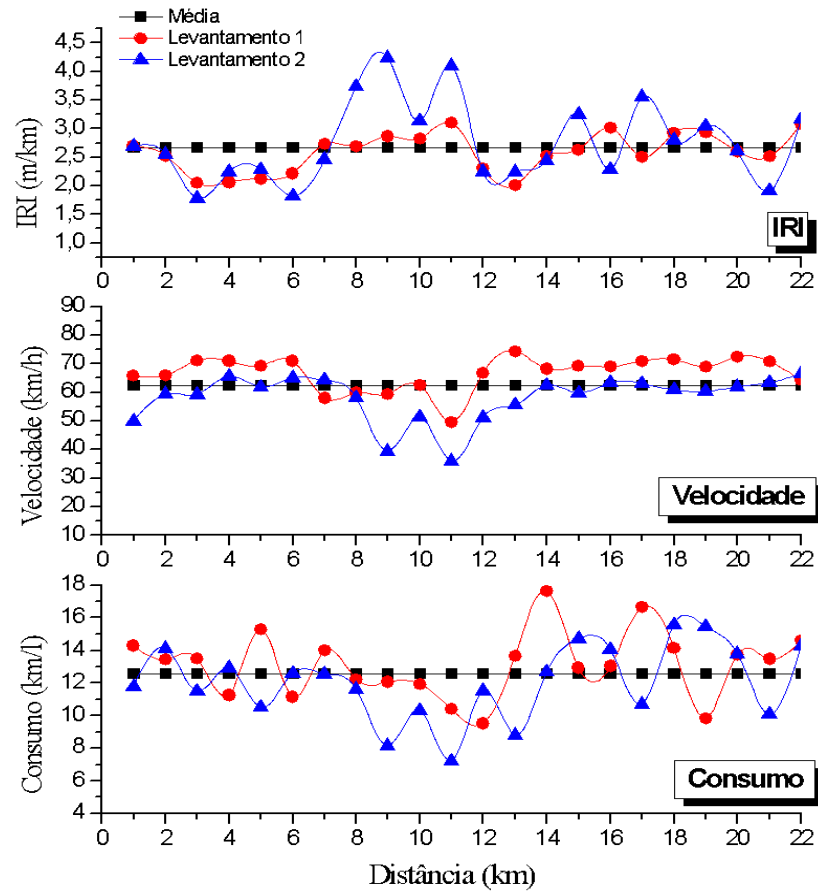 Média
Levantamento 1
Levantamento 2
4,5
4,0
3,5
3,0
2,5
2,0
1,5
1,0
IRI (m/km)
IRI
0 2 4 6 8 10 12 14 16 18 20 22
90
80
70
60
50
40
30
20
10
Velocidade (km/h)
Velocidade
0 2 4 6 8 10 12 14 16 18 20 22
18
16
14
12
10
8
6
4
Consumo (km/l)
Consumo
0 2 4 6 8 10 12 14 16 18 20 22
Distância (km)